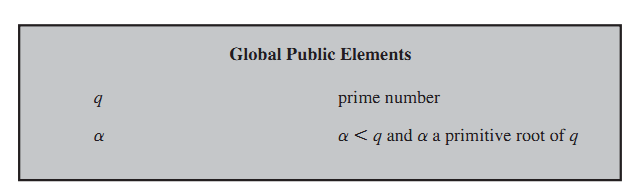 Global Public Elements
q prime number
α α < q and α a primitive root of q